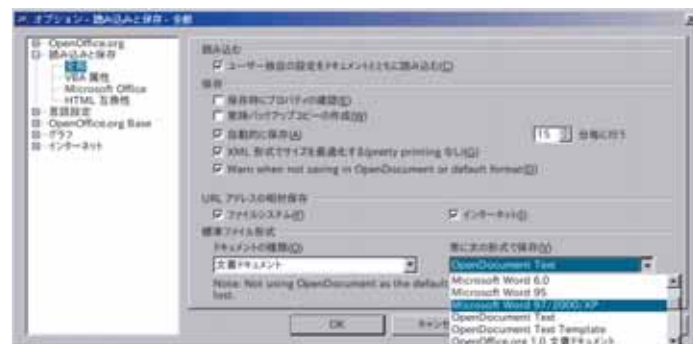 オプション - 読み込みと保存 - 全般
OpenOffice.org
読み込みと保存
全般
VBA 属性
Microsoft Office
HTML 互換性
言語設定
OpenOffice.org Base
グラフ
インターネット
読み込む
ユーザー独自の設定をドキュメントとともに読み込む(C)
保存
保存時にプロパティの確認(E)
常時バックアップコピーの作成(W)
自動的に保存(A) 15 分毎に行う
XML 形式でサイズを最適化する(pretty printing なし)(G)
Warn when not saving in OpenDocument or default format(D)
URL アドレスの相対保存
ファイルシステム(F) インターネット(I)
標準ファイル形式
ドキュメントの種類(O) 常に次の形式で保存(V)
文書ドキュメント OpenDocument Text
Note: Not using OpenDocument as the default
lost.
Microsoft Word 6.0
Microsoft Word 95
Microsoft Word 97/2000/XP
OpenDocument Text
OpenDocument Text Template
OpenOffice.org 1.0 文書ドキュメント
OK キャンセ